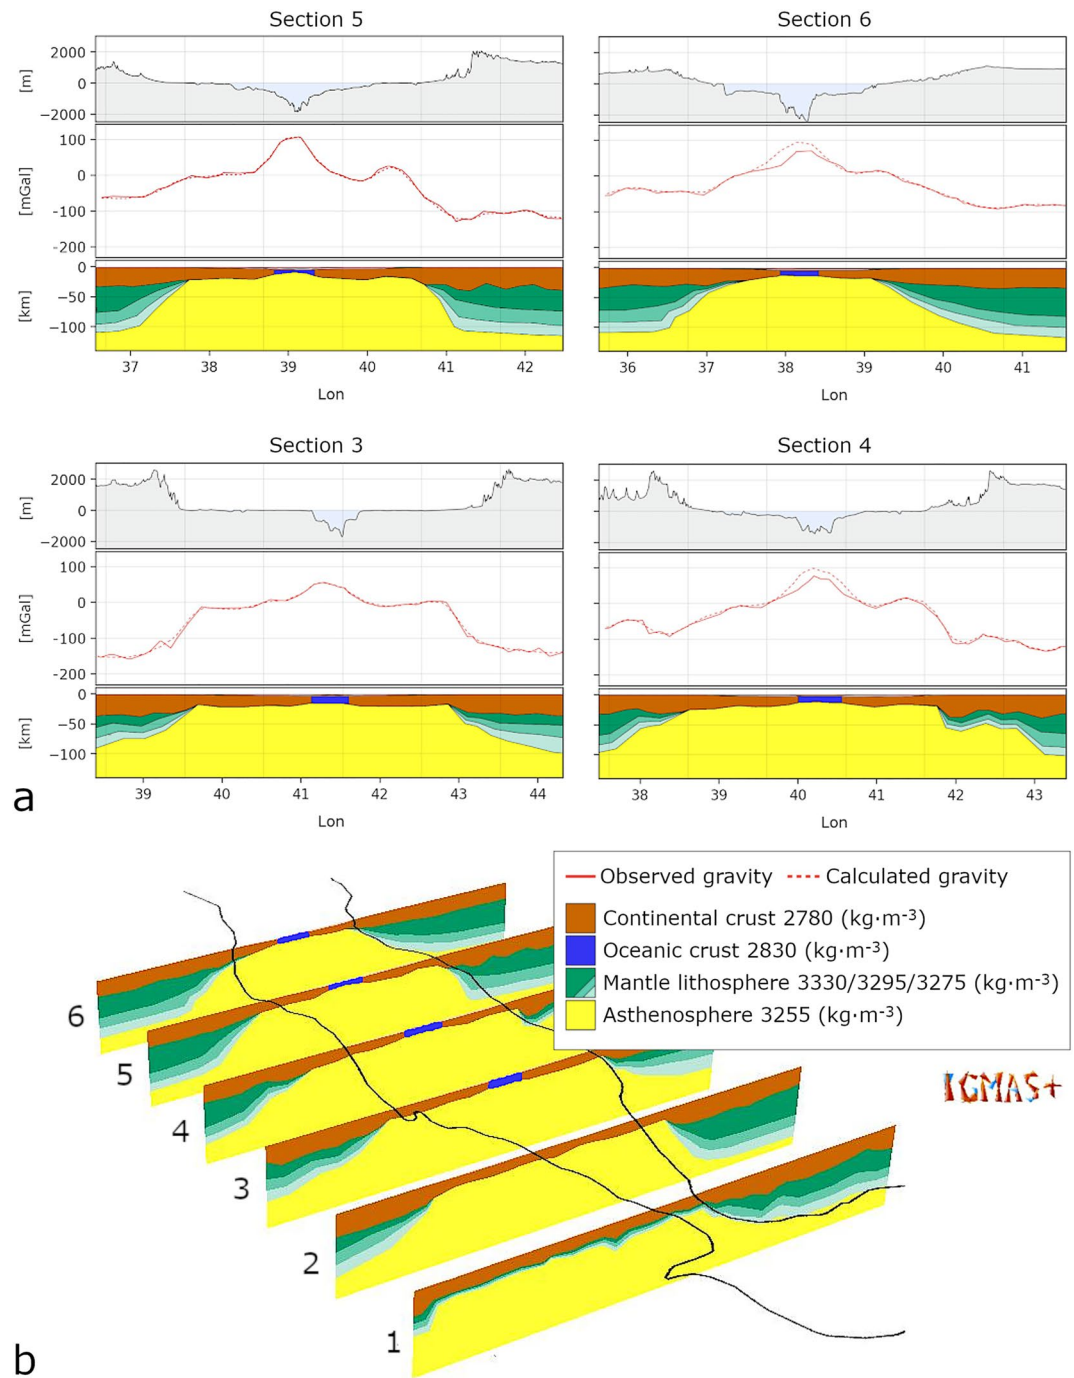 Section 5
Section 6
2000
0
−2000
[m]
100
0
-100
-200
[mGal]
0
−50
−100
[km]
37 38 39 40 41 42
36 37 38 39 40 41
Lon
Lon
Section 3
Section 4
2000
0
−2000
[m]
100
0
-100
-200
[mGal]
0
−50
−100
[km]
39 40 41 42 43 44
38 39 40 41 42 43
Lon
Lon
a
Observed gravity
Calculated gravity
Continental crust 2780 (kg·m⁻³)
Oceanic crust 2830 (kg·m⁻³)
Mantle lithosphere 3330/3295/3275 (kg·m⁻³)
Asthenosphere 3255 (kg·m⁻³)
IGMAS+
6
5
4
3
2
1
b